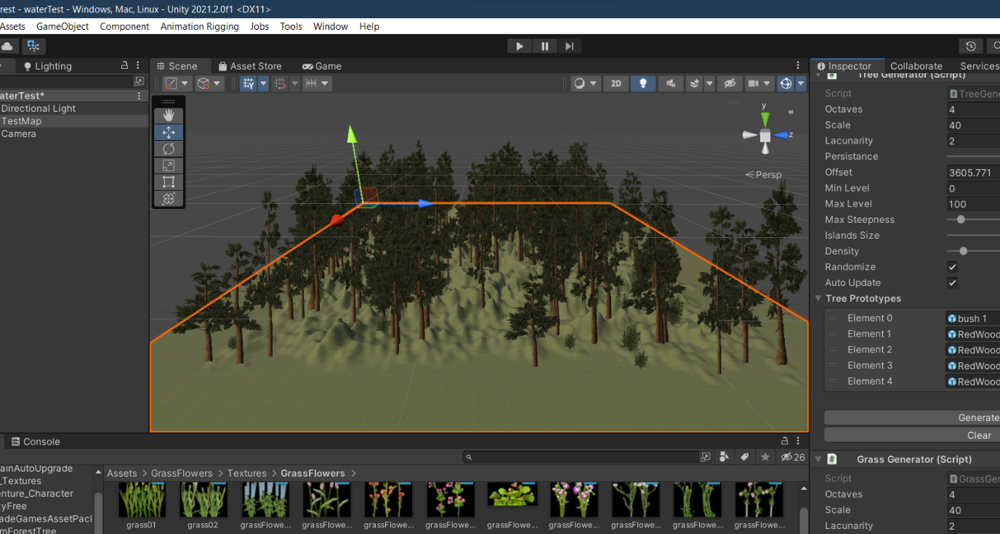 rest - waterTest - Windows, Mac, Linux - Unity 2021.2.0f1 <DX11>
Assets GameObject Component Animation Rigging Jobs Tools Window Help
Lighting
Scene Asset Store Game
Inspector Collaborate Services
2D
aterTest*
Directional Light
TestMap
Camera
y
z
Persp
Tree Generator (Script)
Script TreeGene
Octaves 4
Scale 40
Lacunarity 2
Persistance
Offset 3605.771
Min Level 0
Max Level 100
Max Steepness
Islands Size
Density
Randomize
Auto Update
Tree Prototypes
Element 0 bush 1
Element 1 RedWood
Element 2 RedWood
Element 3 RedWood
Element 4 RedWood
Generate
Clear
Grass Generator (Script)
Script GrassGen
Octaves 4
Scale 40
Lacunarity 2
Console
26
ainAutoUpgrade
_Textures
enture_Character
yFree
adeGamesAssetPack
mForestTree
Assets > GrassFlowers > Textures > GrassFlowers >
grass01 grass02 grassFlowe... grassFlowe... grassFlowe... grassFlowe... grassFlowe... grassFlowe... grassFlowe... grassFlowe... grassFlowe...